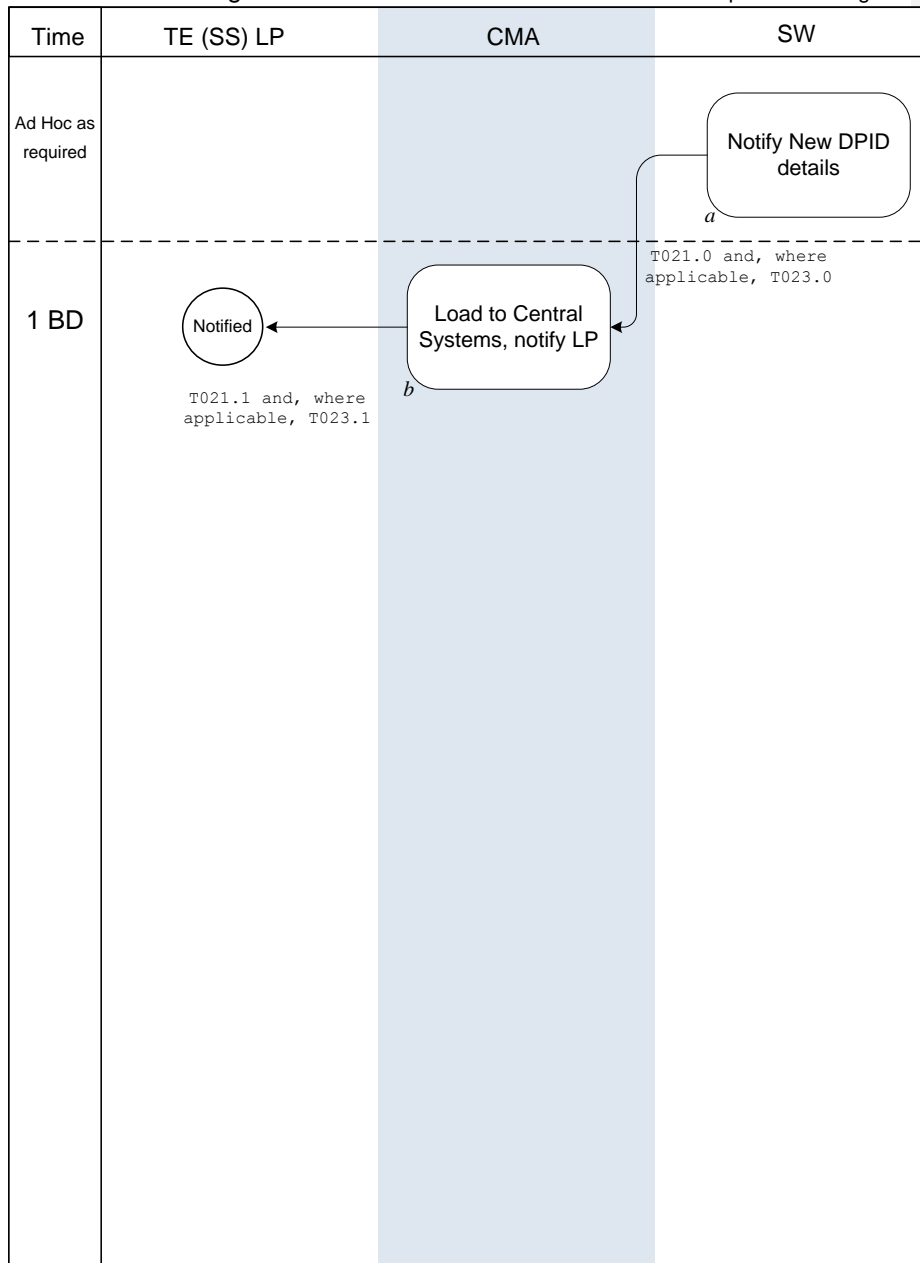 Time
TE (SS) LP
CMA
SW
Ad Hoc as
required
Notify New DPID
details
a
T021.0 and, where
applicable, T023.0
1 BD
Notified
Load to Central
Systems, notify LP
b
T021.1 and, where
applicable, T023.1